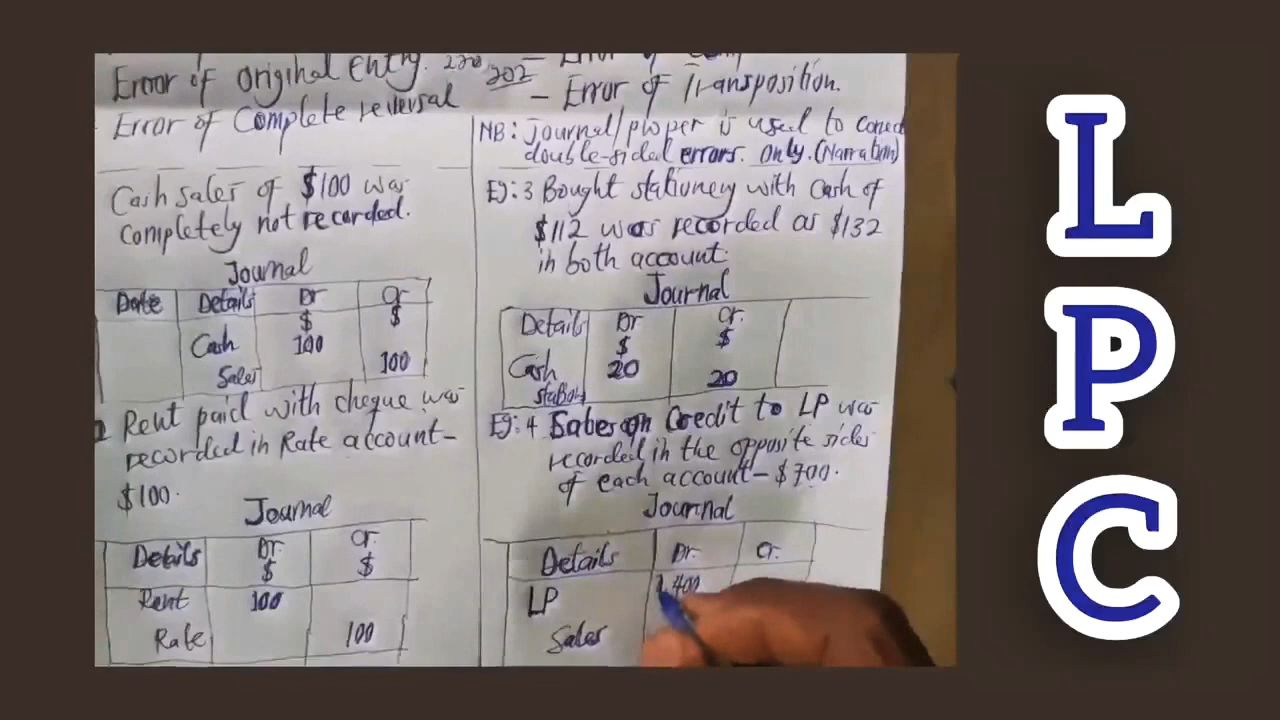 Error of Original Entry. 220, 202
Error of Complete reversal
Cash sales of $100 was
completely not recorded.
Journal
Date Details Dr Cr
$ $
Cash 100
Sales 100
2 Rent paid with cheque was
recorded in Rate account-
$100.
Journal
Details Dr. Cr.
$ $
Rent 100
Rate 100
- Error of
- Error of Transposition.
NB: Journal/proper is used to correct
double-sided errors. Only. (Narration)
Eg: 3 Bought stationery with Cash of
$112 was recorded as $132
in both account.
Journal
Details Dr Cr.
$ $
Cash 20
20
Eg: 4 Sales on Credit to LP was
recorded in the opposite sides
of each account - $700.
Journal
Details Dr. Cr.
LP 1,400
Sales
L
P
C